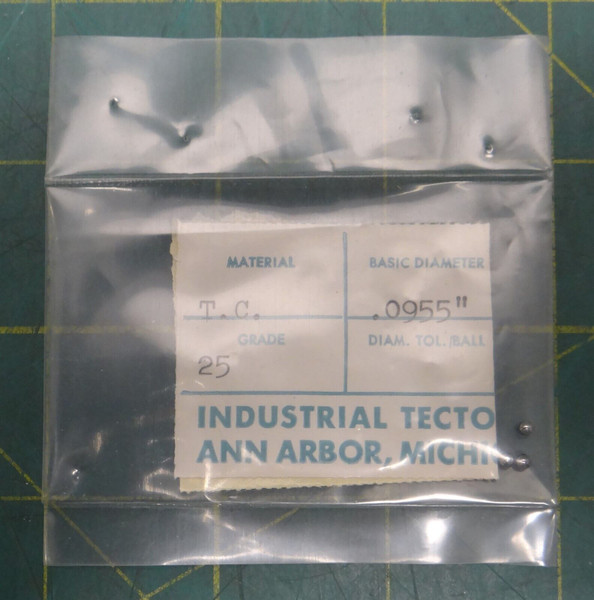 MATERIAL BASIC DIAMETER
T.C. .0955"
GRADE DIAM. TOL./BALL
25
INDUSTRIAL TECTO
ANN ARBOR, MICHI